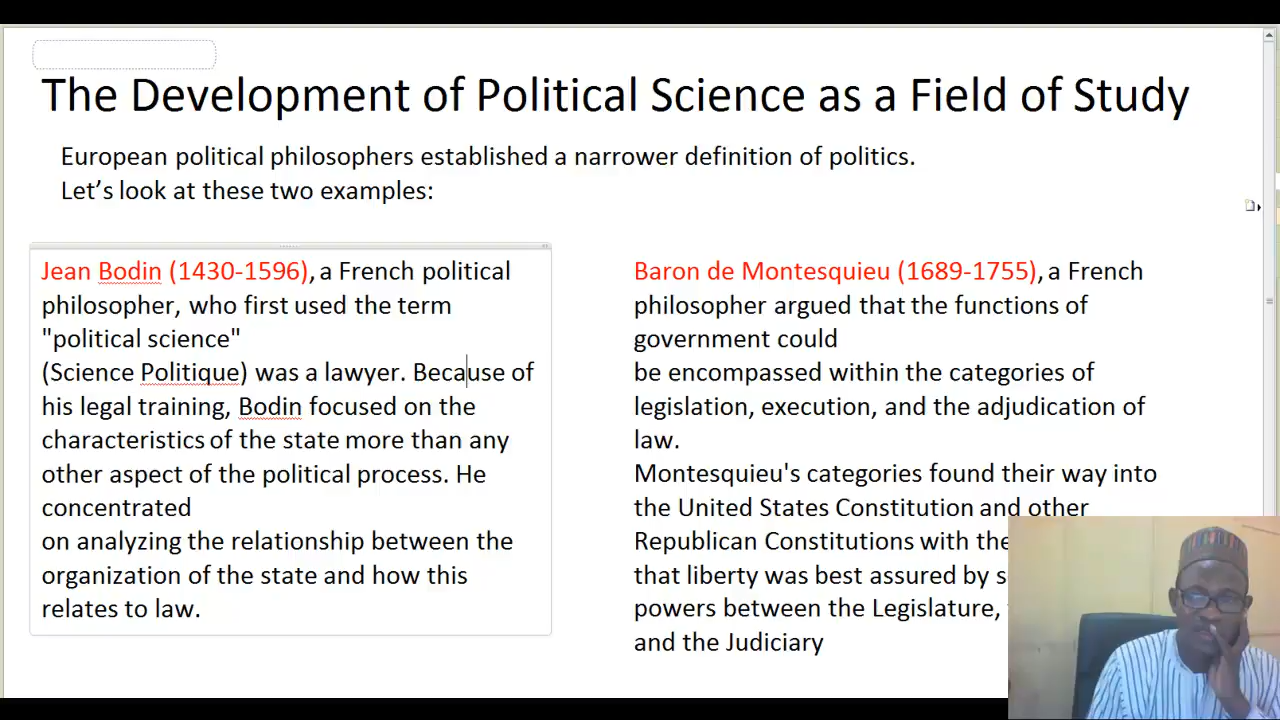 The Development of Political Science as a Field of Study
European political philosophers established a narrower definition of politics.
Let's look at these two examples:
Jean Bodin (1430-1596), a French political
philosopher, who first used the term
"political science"
(Science Politique) was a lawyer. Because of
his legal training, Bodin focused on the
characteristics of the state more than any
other aspect of the political process. He
concentrated
on analyzing the relationship between the
organization of the state and how this
relates to law.
Baron de Montesquieu (1689-1755), a French
philosopher argued that the functions of
government could
be encompassed within the categories of
legislation, execution, and the adjudication of
law.
Montesquieu's categories found their way into
the United States Constitution and other
Republican Constitutions with the
that liberty was best assured by
powers between the Legislature,
and the Judiciary